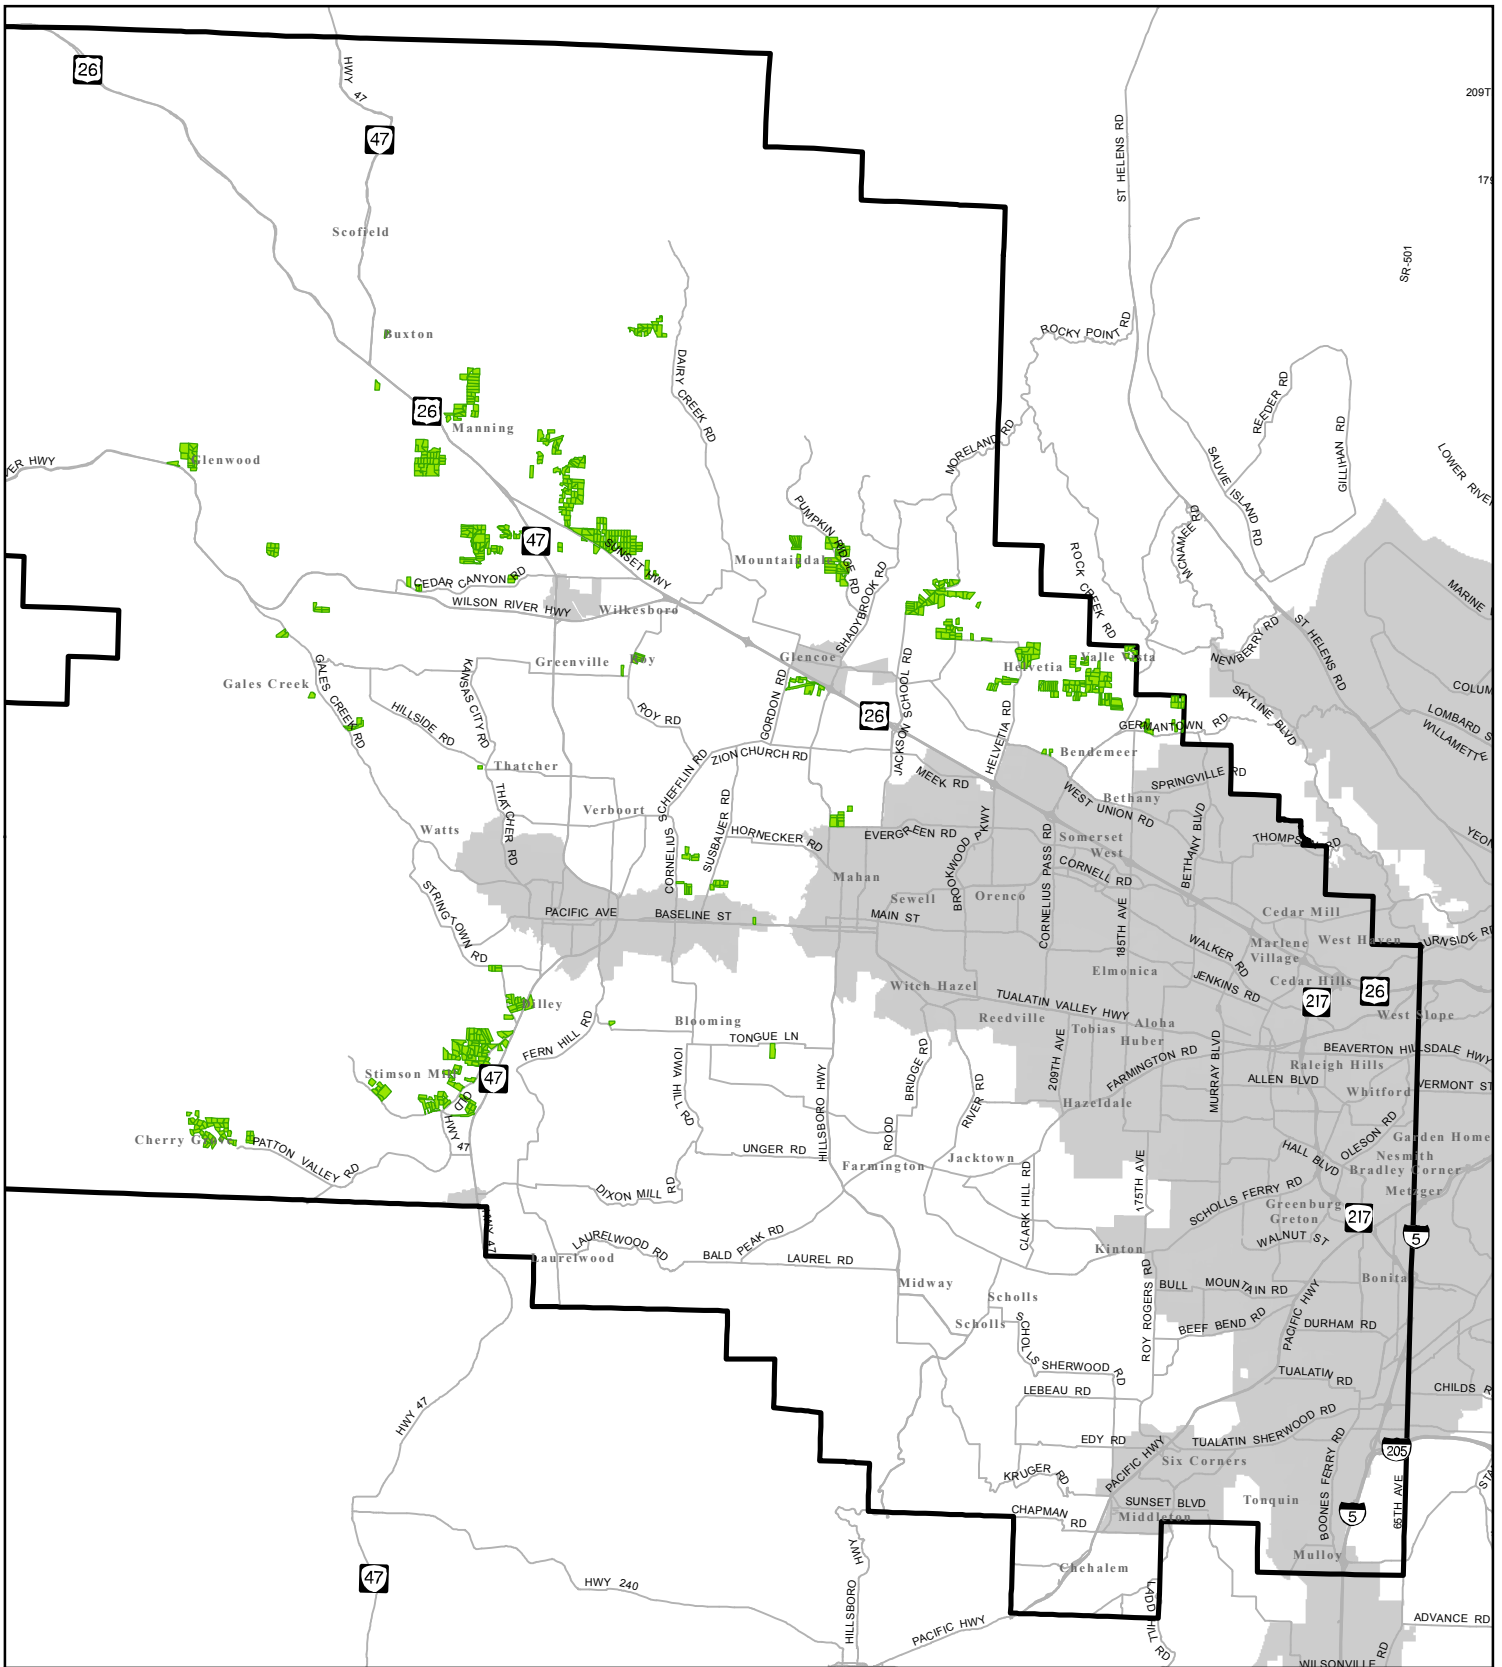 26
HWY 47
209T
47
ST HELENS RD
179
Scofield
SR-501
Buxton
ROCKY POINT RD
DAIRY CREEK RD
REEDER RD
26
Manning
MORELAND RD
GILLIHAN RD
SAUVIE ISLAND RD
LOWER RIVE
Glenwood
VER HWY
PUMPKIN RIDGE RD
MCNAMEE RD
47
SUNSET HWY
Mountaindale
ROCK CREEK RD
CEDAR CANYON RD
SHADYBROOK RD
MARINE
WILSON RIVER HWY
Wilkesboro
NEWBERRY RD
ST HELENS RD
Greenville
Roy
Glencoe
Helvetia
Valle Vista
Gales Creek
GALES CREEK RD
KANSAS CITY RD
GORDON RD
JACKSON SCHOOL RD
SKYLINE BLVD
COLUM
HILLSIDE RD
ROY RD
26
HELVETIA RD
GERMANTOWN RD
LOMBARD S
WILLAMETTE
ZION CHURCH RD
Bendemeer
Thatcher
MEEK RD
SPRINGVILLE RD
WEST UNION RD
Bethany
THATCHER RD
Verboort
CORNELIUS SCHEFFLIN RD
SUSBAUER RD
Watts
HORNECKER RD
EVERGREEN RD
BROOKWOOD PKWY
Somerset
West
BETHANY BLVD
THOMPSON RD
YEON
CORNELIUS PASS RD
CORNELL RD
Mahan
Sewell
Orenco
STRINGTOWN RD
PACIFIC AVE
BASELINE ST
MAIN ST
185TH AVE
Cedar Mill
WALKER RD
Marlene
Village
West Haven
BURNSIDE RD
Elmonica
JENKINS RD
Cedar Hills
Witch Hazel
TUALATIN VALLEY HWY
217
26
Dilley
Blooming
Reedville
Tobias
Aloha
Huber
West Slope
FERN HILL RD
TONGUE LN
209TH AVE
FARMINGTON RD
MURRAY BLVD
BEAVERTON HILLSDALE HWY
Raleigh Hills
Stimson Mill
47
IOWA HILL RD
HILLSBORO HWY
BRIDGE RD
RIVER RD
ALLEN BLVD
Whitford
VERMONT ST
OLD
HWY 47
ROOD
Hazeldale
OLESON RD
Cherry Grove
PATTON VALLEY RD
UNGER RD
Farmington
Jacktown
HALL BLVD
Garden Home
Nesmith
Bradley Corner
DIXON MILL RD
CLARK HILL RD
175TH AVE
SCHOLLS FERRY RD
Metzger
Greenburg
Greton
217
HWY 47
LAURELWOOD RD
Laurelwood
BALD PEAK RD
LAUREL RD
Kinton
WALNUT ST
5
Midway
Scholls
Scholls
ROY ROGERS RD
BULL MOUNTAIN RD
Bonita
PACIFIC HWY
BEEF BEND RD
DURHAM RD
SCHOLLS SHERWOOD RD
TUALATIN RD
LEBEAU RD
CHILDS R
HWY 47
EDY RD
PACIFIC HWY
TUALATIN SHERWOOD RD
Six Corners
205
KRUGER RD
BOONES FERRY RD
65TH AVE
STA
CHAPMAN RD
SUNSET BLVD
Middleton
Tonquin
5
Mulloy
47
HWY 240
HILLSBORO HWY
Chehalem
LADD HILL RD
PACIFIC HWY
ADVANCE RD
WILSONVILLE RD